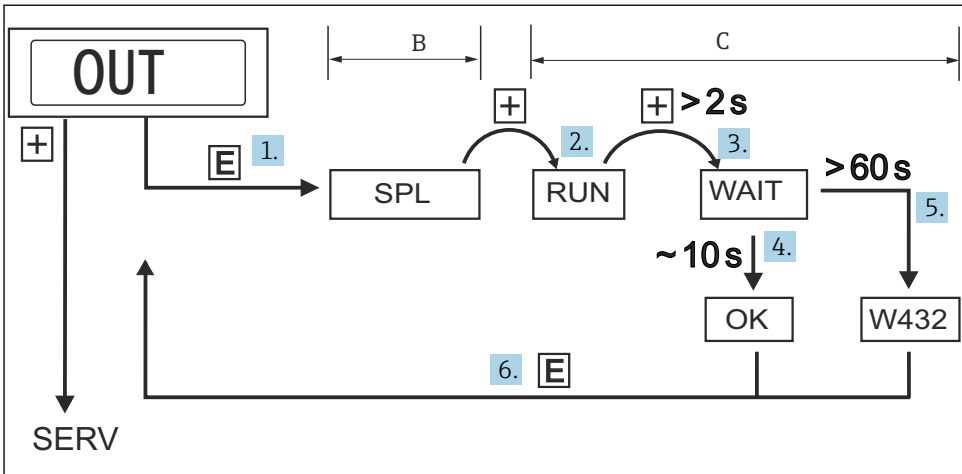 B
C
OUT
+
+ >2s
+
E 1.
2.
3.
SPL
RUN
WAIT
>60s
5.
~10s 4.
OK
W432
6. E
SERV